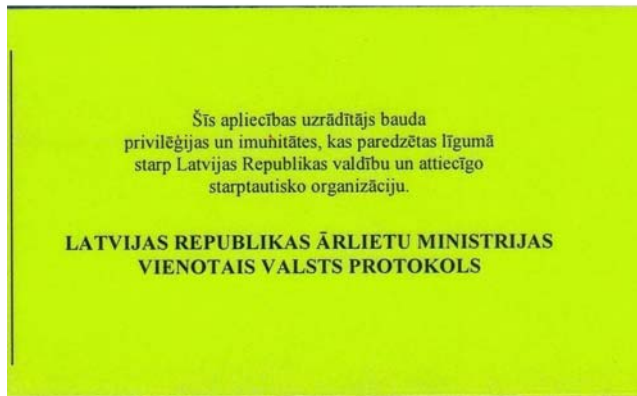 Šīs apliecības uzrādītājs bauda
privilēģijas un imunitātes, kas paredzētas līgumā
starp Latvijas Republikas valdību un attiecīgo
starptautisko organizāciju.
LATVIJAS REPUBLIKAS ĀRLIETU MINISTRIJAS
VIENOTAIS VALSTS PROTOKOLS